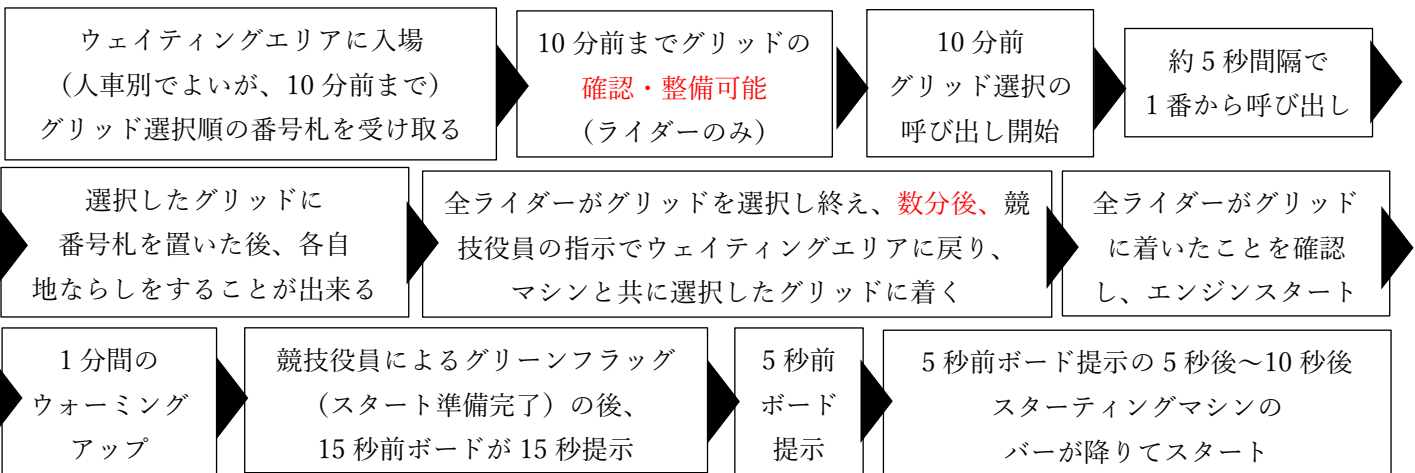 ウェイティングエリアに入場
(人車別でよいが、10 分前まで)
グリッド選択順の番号札を受け取る
10 分前までグリッドの
確認・整備可能
（ライダーのみ）
10 分前
グリッド選択の
呼び出し開始
約 5 秒間隔で
1 番から呼び出し
選択したグリッドに
番号札を置いた後、各自
地ならしをすることが出来る
全ライダーがグリッドを選択し終え、数分後、競
技役員の指示でウェイティングエリアに戻り、
マシンと共に選択したグリッドに着く
全ライダーがグリッド
に着いたことを確認
し、エンジンスタート
1 分間の
ウォーミング
アップ
競技役員によるグリーンフラッグ
（スタート準備完了）の後、
15 秒前ボードが 15 秒提示
5 秒前
ボード
提示
5 秒前ボード提示の 5 秒後～10 秒後
スターティングマシンの
バーが降りてスタート